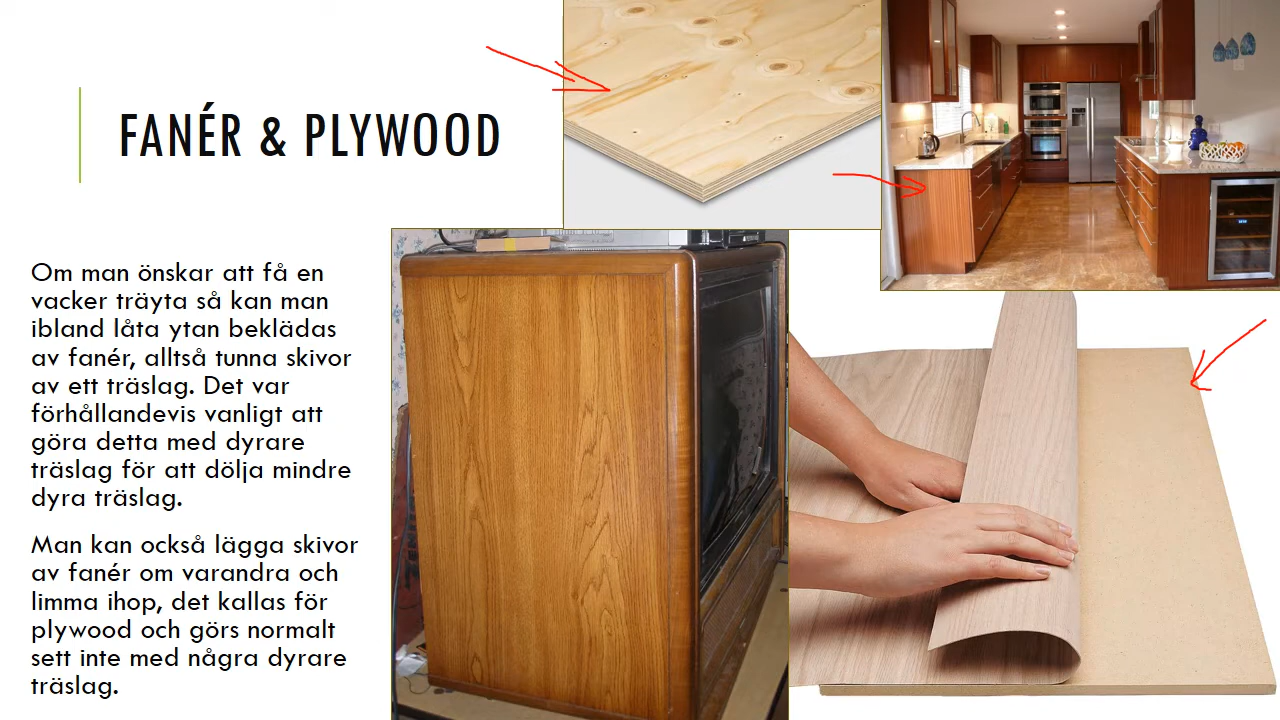 FANÉR & PLYWOOD
Om man önskar att få en
vacker träyta så kan man
ibland låta ytan beklädas
av fanér, alltså tunna skivor
av ett träslag. Det var
förhållandevis vanligt att
göra detta med dyrare
träslag för att dölja mindre
dyra träslag.
Man kan också lägga skivor
av fanér om varandra och
limma ihop, det kallas för
plywood och görs normalt
sett inte med några dyrare
träslag.